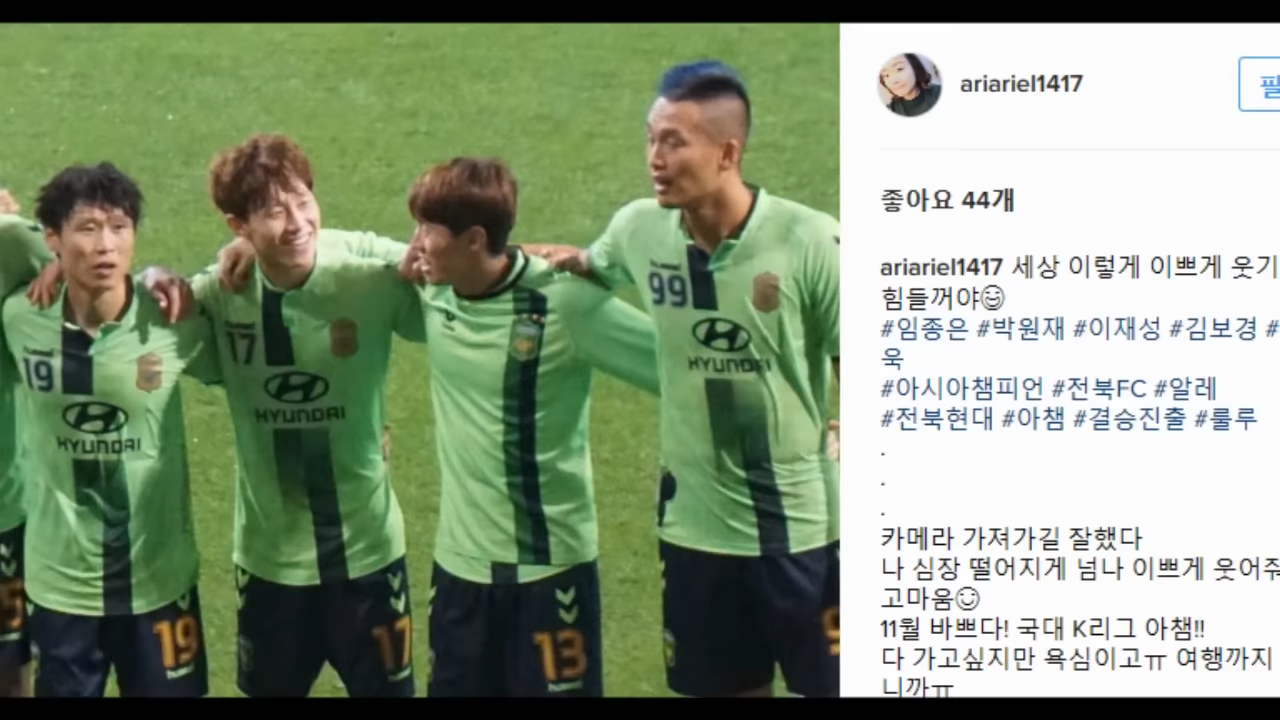 ariariel1417
좋아요 44개
ariariel1417 세상 이렇게 이쁘게 웃기
힘들꺼야
#임종은 #박원재 #이재성 #김보경 #
욱
#아시아챔피언 #전북FC #알레
#전북현대 #아챔 #결승진출 #룰루
.
.
.
카메라 가져가길 잘했다
나 심장 떨어지게 넘나 이쁘게 웃어줘
고마움
11월 바쁘다! 국대 K리그 아챔!!
다 가고싶지만 욕심이고ㅠ 여행까지
니까ㅠ
19
HYUNDAI
17
HYUNDAI
99
HYUNDAI
19
17
13